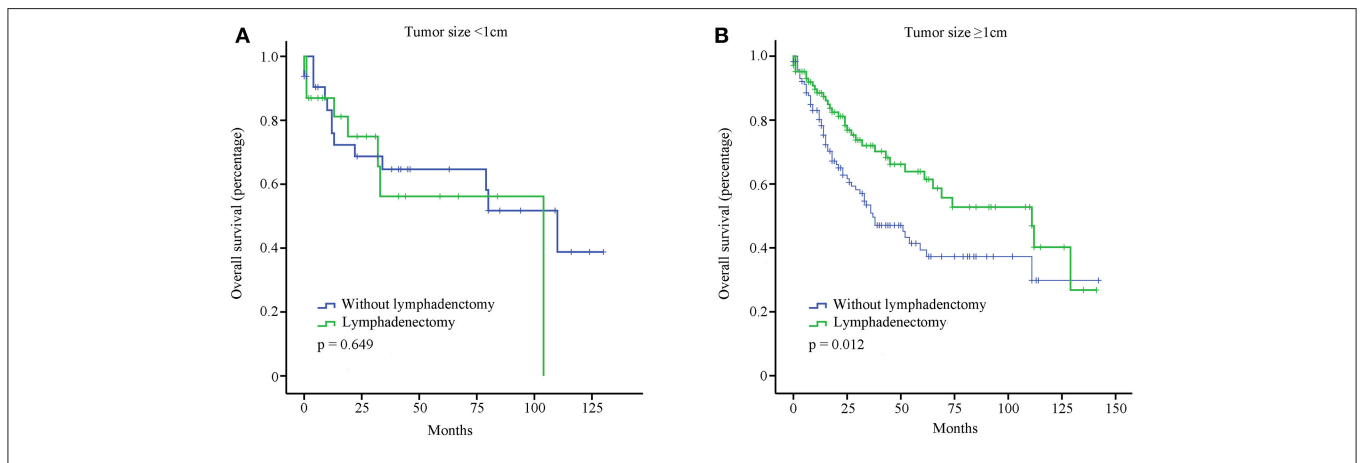 A
Tumor size <1cm
Overall survival (percentage)
1.0
0.8
0.6
0.4
0.2
0
Without lymphadenctomy
Lymphadenectomy
p = 0.649
0 25 50 75 100 125
Months
B
Tumor size ≥1cm
Overall survival (percentage)
1.0
0.8
0.6
0.4
0.2
0
Without lymphadenectomy
Lymphadenectomy
p = 0.012
0 25 50 75 100 125 150
Months